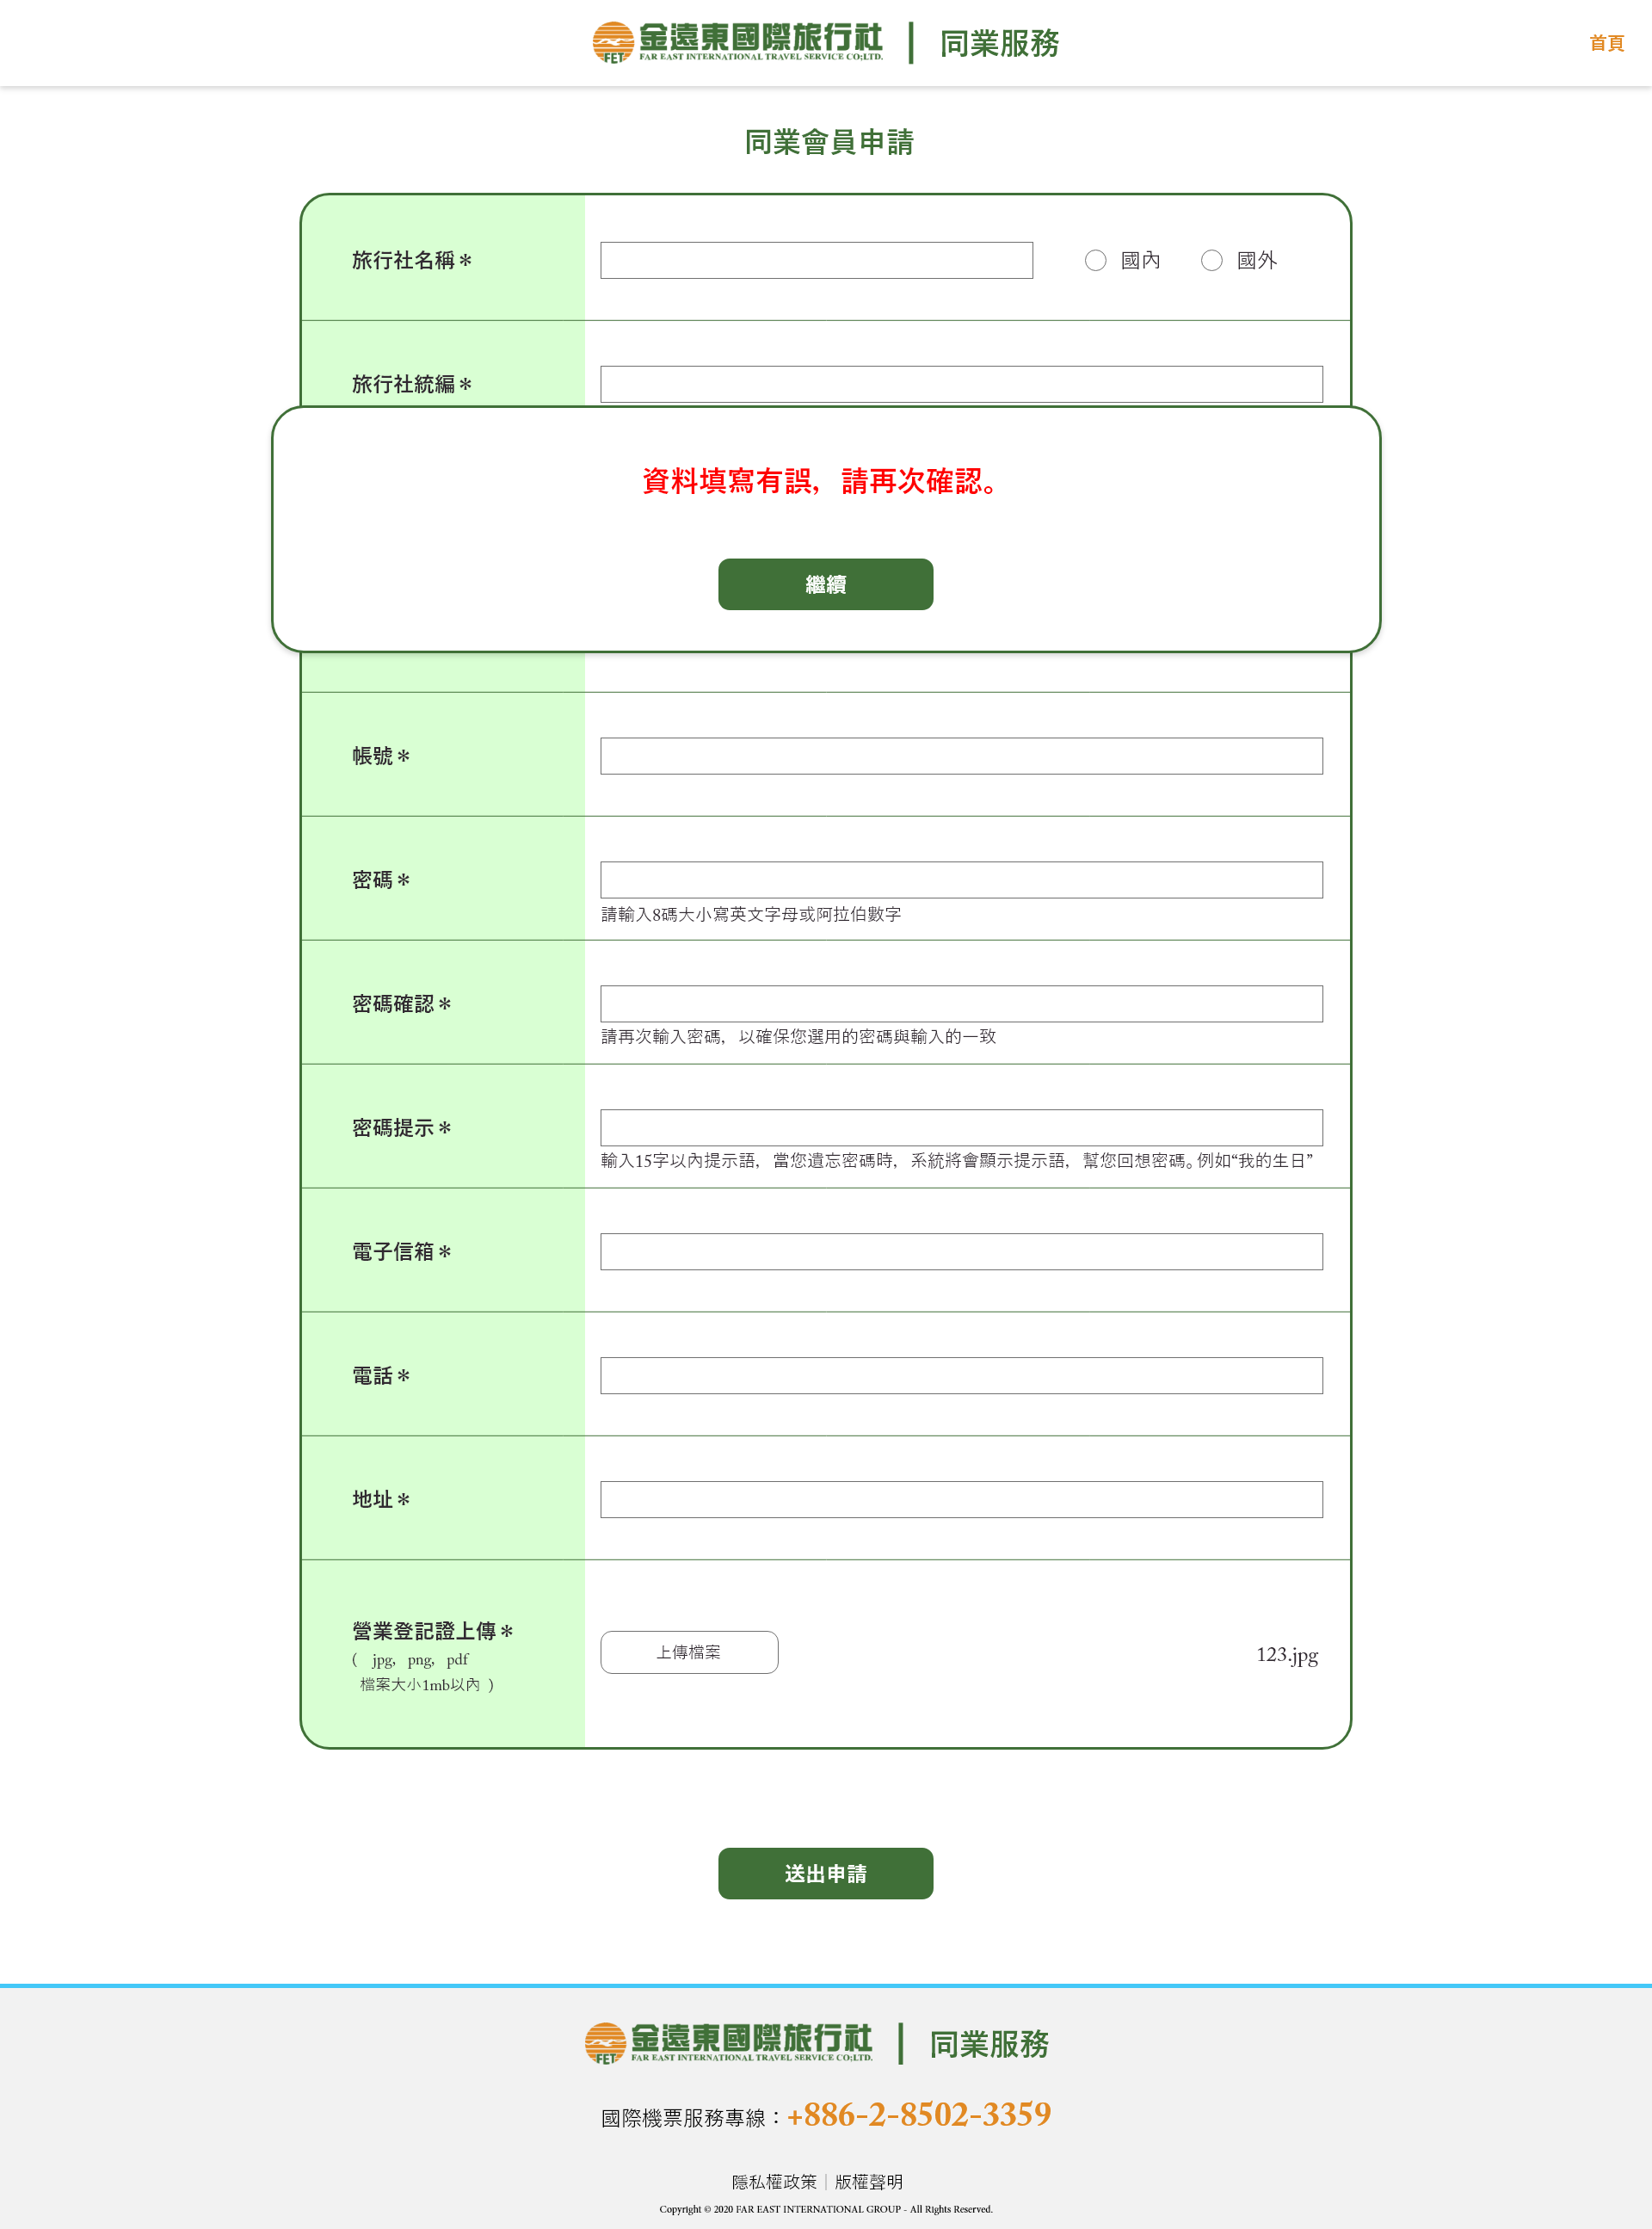 金遠東國際旅行社
FAR EAST INTERNATIONAL TRAVEL SERVICE CO;LTD.
FET
同業服務
首頁
同業會員申請
旅行社名稱＊
國內 國外
旅行社統編＊
資料填寫有誤，請再次確認。
繼續
帳號＊
密碼＊
請輸入8碼大小寫英文字母或阿拉伯數字
密碼確認＊
請再次輸入密碼，以確保您選用的密碼與輸入的一致
密碼提示＊
輸入15字以內提示語，當您遺忘密碼時，系統將會顯示提示語，幫您回想密碼。例如“我的生日”
電子信箱＊
電話＊
地址＊
營業登記證上傳＊
( jpg，png，pdf
檔案大小1mb以內 )
上傳檔案
123.jpg
送出申請
金遠東國際旅行社
FAR EAST INTERNATIONAL TRAVEL SERVICE CO;LTD.
FET
同業服務
國際機票服務專線：+886-2-8502-3359
隱私權政策｜版權聲明
Copyright © 2020 FAR EAST INTERNATIONAL GROUP - All Rights Reserved.